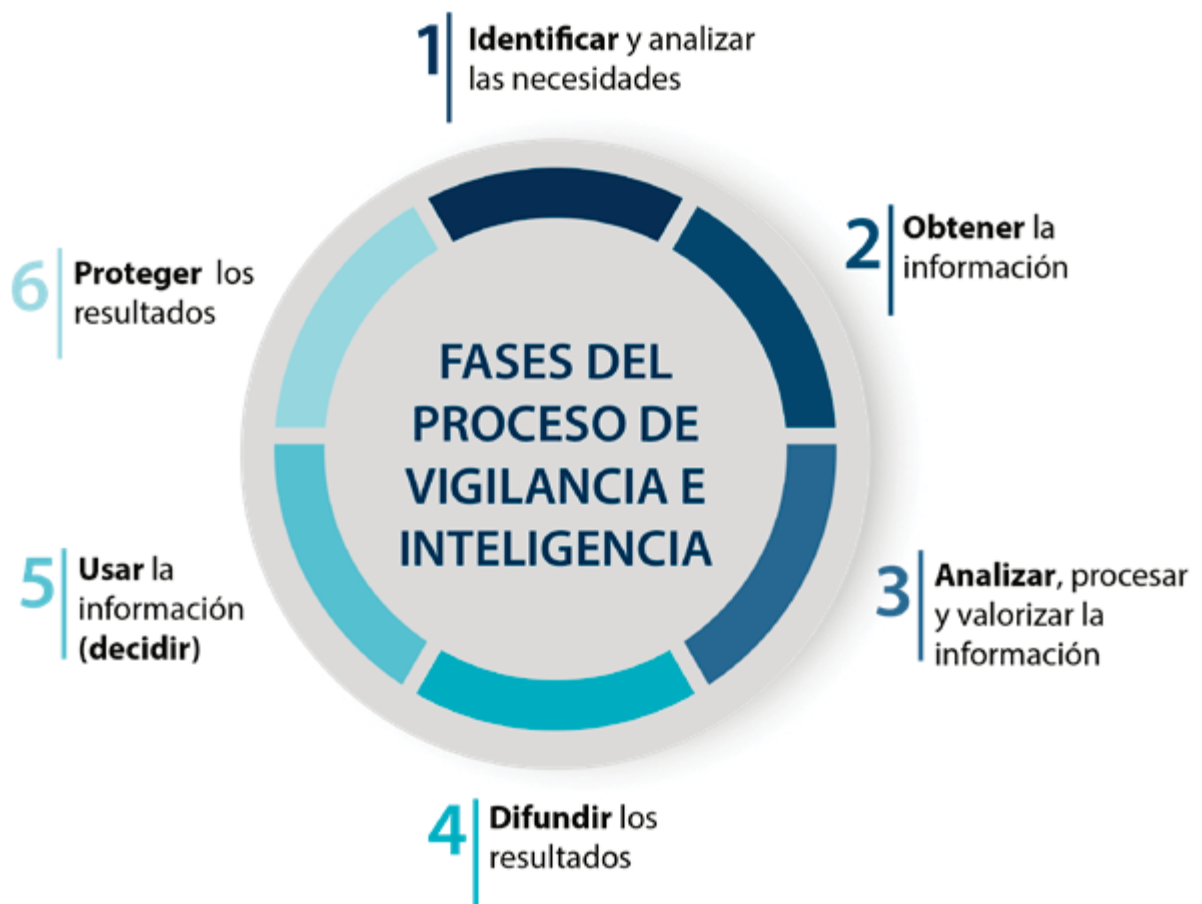 1
Identificar y analizar
las necesidades
2
Obtener la
información
3
Analizar, procesar
y valorizar la
información
4
Difundir los
resultados
5
Usar la
información
(decidir)
6
Proteger los
resultados
FASES DEL
PROCESO DE
VIGILANCIA E
INTELIGENCIA